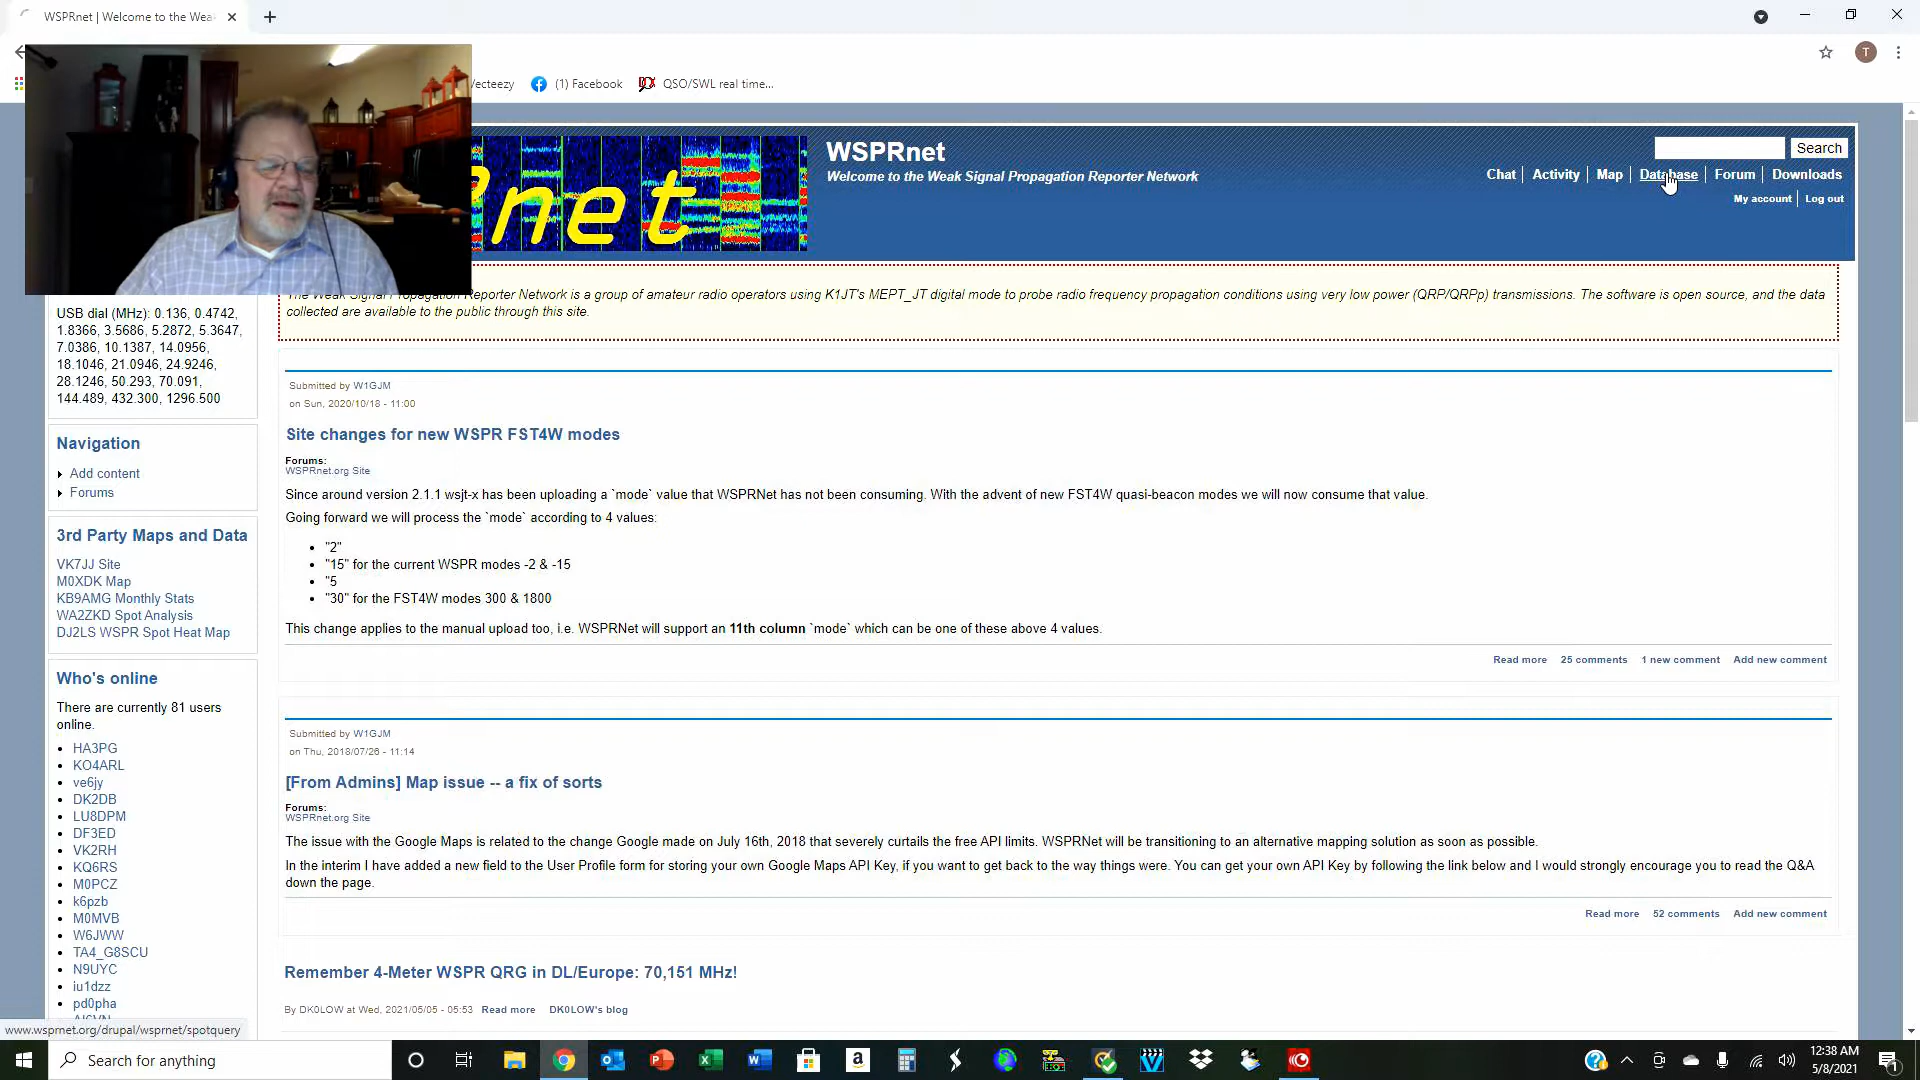 WSPRnet | Welcome to the Wea
T
/ecteezy
(1) Facebook
QSO/SWL real time...
net
WSPRnet
Welcome to the Weak Signal Propagation Reporter Network
Search
Chat
Activity
Map
Database
Forum
Downloads
My account
Log out
The Weak Signal Propagation Reporter Network is a group of amateur radio operators using K1JT's MEPT_JT digital mode to probe radio frequency propagation conditions using very low power (QRP/QRPp) transmissions. The software is open source, and the data
collected are available to the public through this site.
USB dial (MHz): 0.136, 0.4742,
1.8366, 3.5686, 5.2872, 5.3647,
7.0386, 10.1387, 14.0956,
18.1046, 21.0946, 24.9246,
28.1246, 50.293, 70.091,
144.489, 432.300, 1296.500
Navigation
Add content
Forums
3rd Party Maps and Data
VK7JJ Site
M0XDK Map
KB9AMG Monthly Stats
WA2ZKD Spot Analysis
DJ2LS WSPR Spot Heat Map
Who's online
There are currently 81 users
online.
• HA3PG
• KO4ARL
• ve6jy
• DK2DB
• LU8DPM
• DF3ED
• VK2RH
• KQ6RS
• M0PCZ
• k6pzb
• M0MVB
• W6JWW
• TA4_G8SCU
• N9UYC
• iu1dzz
• pd0pha
Submitted by W1GJM
on Sun, 2020/10/18 - 11:00
Site changes for new WSPR FST4W modes
Forums:
WSPRnet.org Site
Since around version 2.1.1 wsjt-x has been uploading a `mode` value that WSPRNet has not been consuming. With the advent of new FST4W quasi-beacon modes we will now consume that value.
Going forward we will process the `mode` according to 4 values:
• "2"
• "15" for the current WSPR modes -2 & -15
• "5
• "30" for the FST4W modes 300 & 1800
This change applies to the manual upload too, i.e. WSPRNet will support an 11th column `mode` which can be one of these above 4 values.
Read more 25 comments 1 new comment Add new comment
Submitted by W1GJM
on Thu, 2018/07/26 - 11:14
[From Admins] Map issue -- a fix of sorts
Forums:
WSPRnet.org Site
The issue with the Google Maps is related to the change Google made on July 16th, 2018 that severely curtails the free API limits. WSPRNet will be transitioning to an alternative mapping solution as soon as possible.
In the interim I have added a new field to the User Profile form for storing your own Google Maps API Key, if you want to get back to the way things were. You can get your own API Key by following the link below and I would strongly encourage you to read the Q&A
down the page.
Read more 52 comments Add new comment
Remember 4-Meter WSPR QRG in DL/Europe: 70,151 MHz!
By DK0LOW at Wed, 2021/05/05 - 05:53 Read more DK0LOW's blog
www.wsprnet.org/drupal/wsprnet/spotquery
Search for anything
12:38 AM
5/8/2021